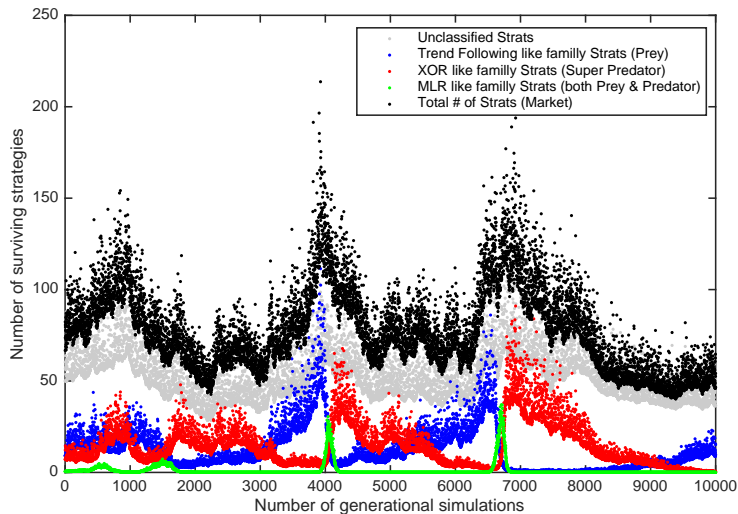 Unclassified Strats
Trend Following like familly Strats (Prey)
XOR like familly Strats (Super Predator)
MLR like familly Strats (both Prey & Predator)
Total # of Strats (Market)
Number of surviving strategies
250
200
150
100
50
0
0 1000 2000 3000 4000 5000 6000 7000 8000 9000 10000
Number of generational simulations